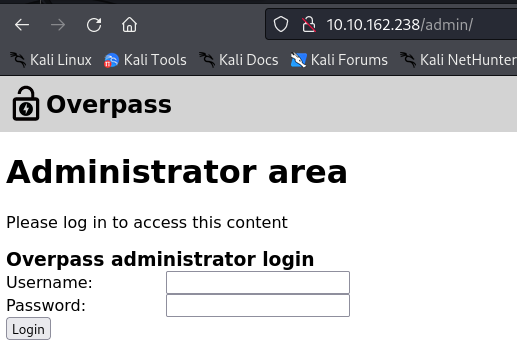 10.10.162.238/admin/
Kali Linux Kali Tools Kali Docs Kali Forums Kali NetHunter
Overpass
Administrator area
Please log in to access this content
Overpass administrator login
Username:
Password:
Login